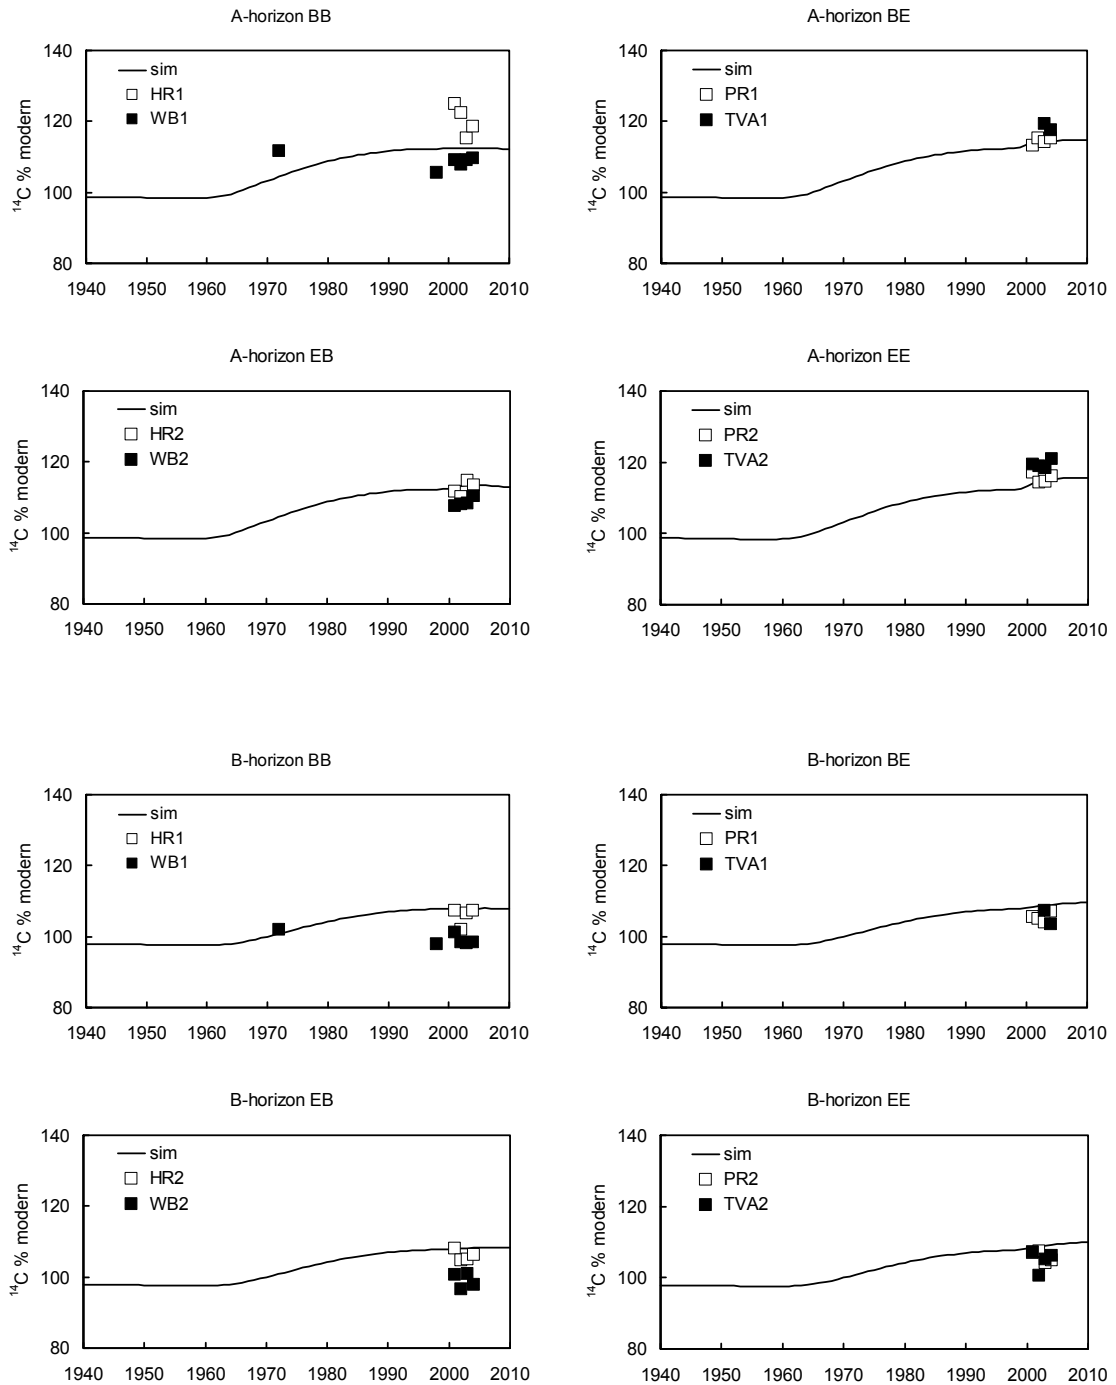 A-horizon BB
140
120
100
80
¹⁴C % modern
sim
HR1
WB1
1940 1950 1960 1970 1980 1990 2000 2010
A-horizon BE
140
120
100
80
¹⁴C % modern
sim
PR1
TVA1
1940 1950 1960 1970 1980 1990 2000 2010
A-horizon EB
140
120
100
80
¹⁴C % modern
sim
HR2
WB2
1940 1950 1960 1970 1980 1990 2000 2010
A-horizon EE
140
120
100
80
¹⁴C % modern
sim
PR2
TVA2
1940 1950 1960 1970 1980 1990 2000 2010
B-horizon BB
140
120
100
80
¹⁴C % modern
sim
HR1
WB1
1940 1950 1960 1970 1980 1990 2000 2010
B-horizon BE
140
120
100
80
¹⁴C % modern
sim
PR1
TVA1
1940 1950 1960 1970 1980 1990 2000 2010
B-horizon EB
140
120
100
80
¹⁴C % modern
sim
HR2
WB2
1940 1950 1960 1970 1980 1990 2000 2010
B-horizon EE
140
120
100
80
¹⁴C % modern
sim
PR2
TVA2
1940 1950 1960 1970 1980 1990 2000 2010